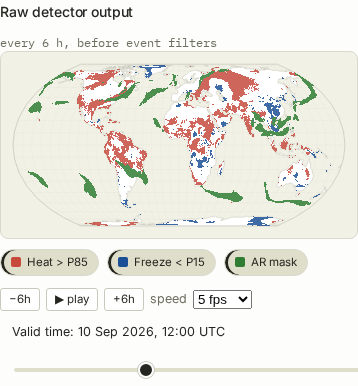 Raw detector output
every 6 h, before event filters
Heat > P85
Freeze < P15
AR mask
−6h
▶ play
+6h
speed
5 fps
Valid time: 10 Sep 2026, 12:00 UTC